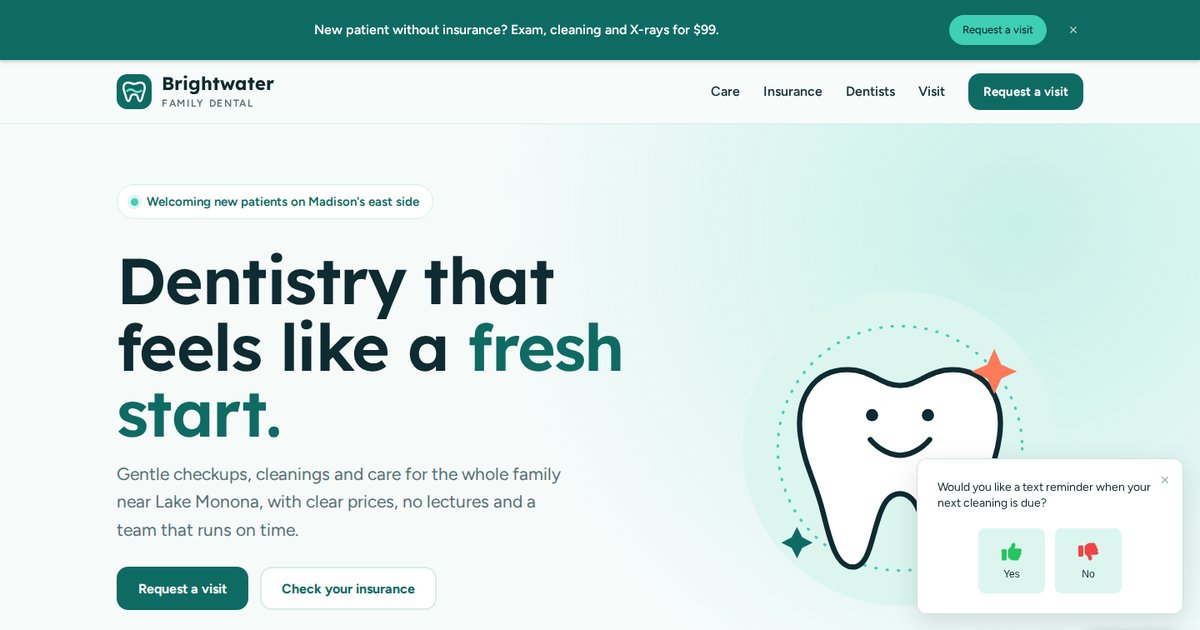 New patient without insurance? Exam, cleaning and X-rays for $99.
Request a visit
×
Brightwater
FAMILY DENTAL
Care
Insurance
Dentists
Visit
Request a visit
Welcoming new patients on Madison's east side
Dentistry that
feels like a fresh
start.
Gentle checkups, cleanings and care for the whole family
near Lake Monona, with clear prices, no lectures and a
team that runs on time.
Request a visit
Check your insurance
Would you like a text reminder when your
next cleaning is due?
×
Yes
No